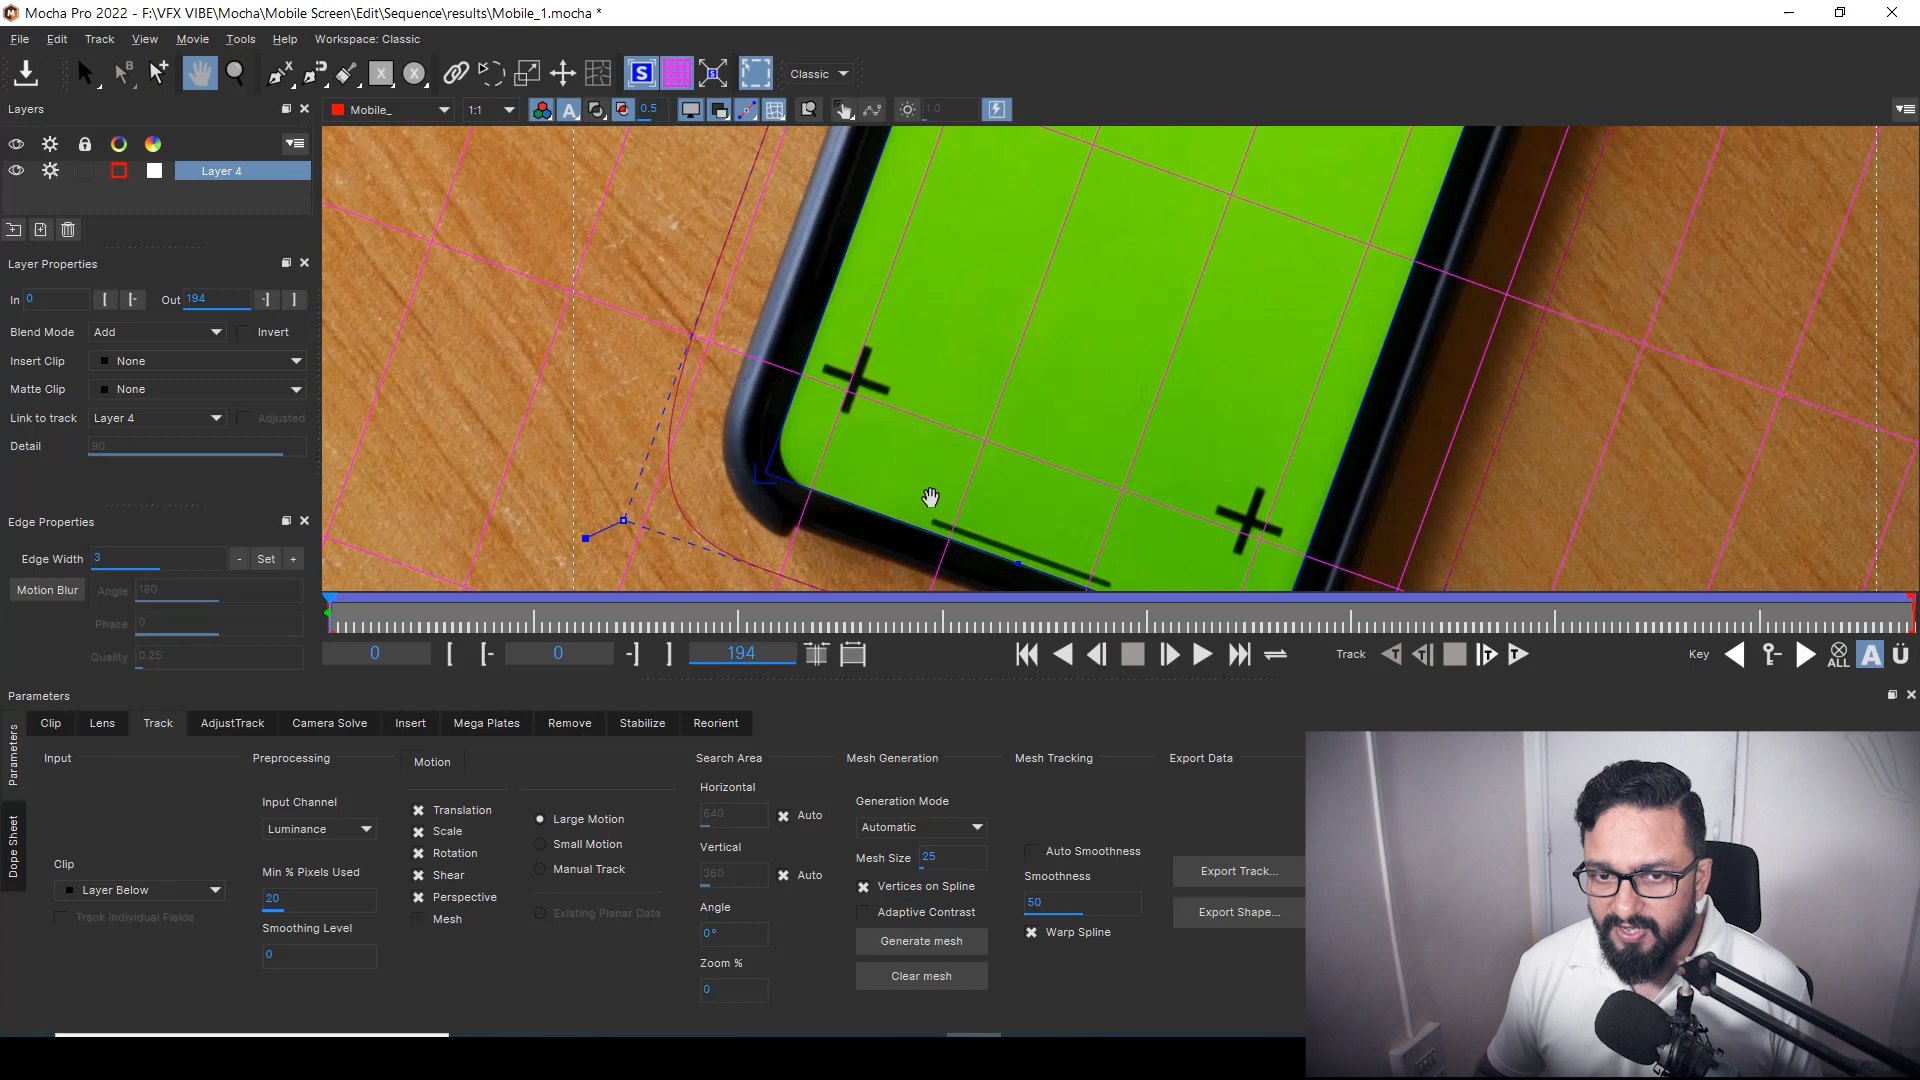 Mocha Pro 2022 - F:\VFX VIBE\Mocha\Mobile Screen\Edit\Sequence\results\Mobile_1.mocha *
File Edit Track View Movie Tools Help Workspace: Classic
Classic
Layers
Mobile_ 1:1 0.5 1.0
Layer 4
Layer Properties
In 0 Out 194
Blend Mode Add Invert
Insert Clip None
Matte Clip None
Link to track Layer 4 Adjusted
Detail 90
Edge Properties
Edge Width 3 - Set +
Motion Blur Angle 180
Phase 0
Quality 0.25
0 0 194 Track Key ALL
Parameters
Clip Lens Track AdjustTrack Camera Solve Insert Mega Plates Remove Stabilize Reorient
Parameters
Dope Sheet
Input
Clip
Layer Below
Track Individual Fields
Preprocessing
Input Channel
Luminance
Min % Pixels Used
20
Smoothing Level
0
Motion
Translation
Scale
Rotation
Shear
Perspective
Mesh
Large Motion
Small Motion
Manual Track
Existing Planar Data
Search Area
Horizontal
640 Auto
Vertical
360 Auto
Angle
0°
Zoom %
0
Mesh Generation
Generation Mode
Automatic
Mesh Size 25
Vertices on Spline
Adaptive Contrast
Generate mesh
Clear mesh
Mesh Tracking
Auto Smoothness
Smoothness
50
Warp Spline
Export Data
Export Track...
Export Shape...